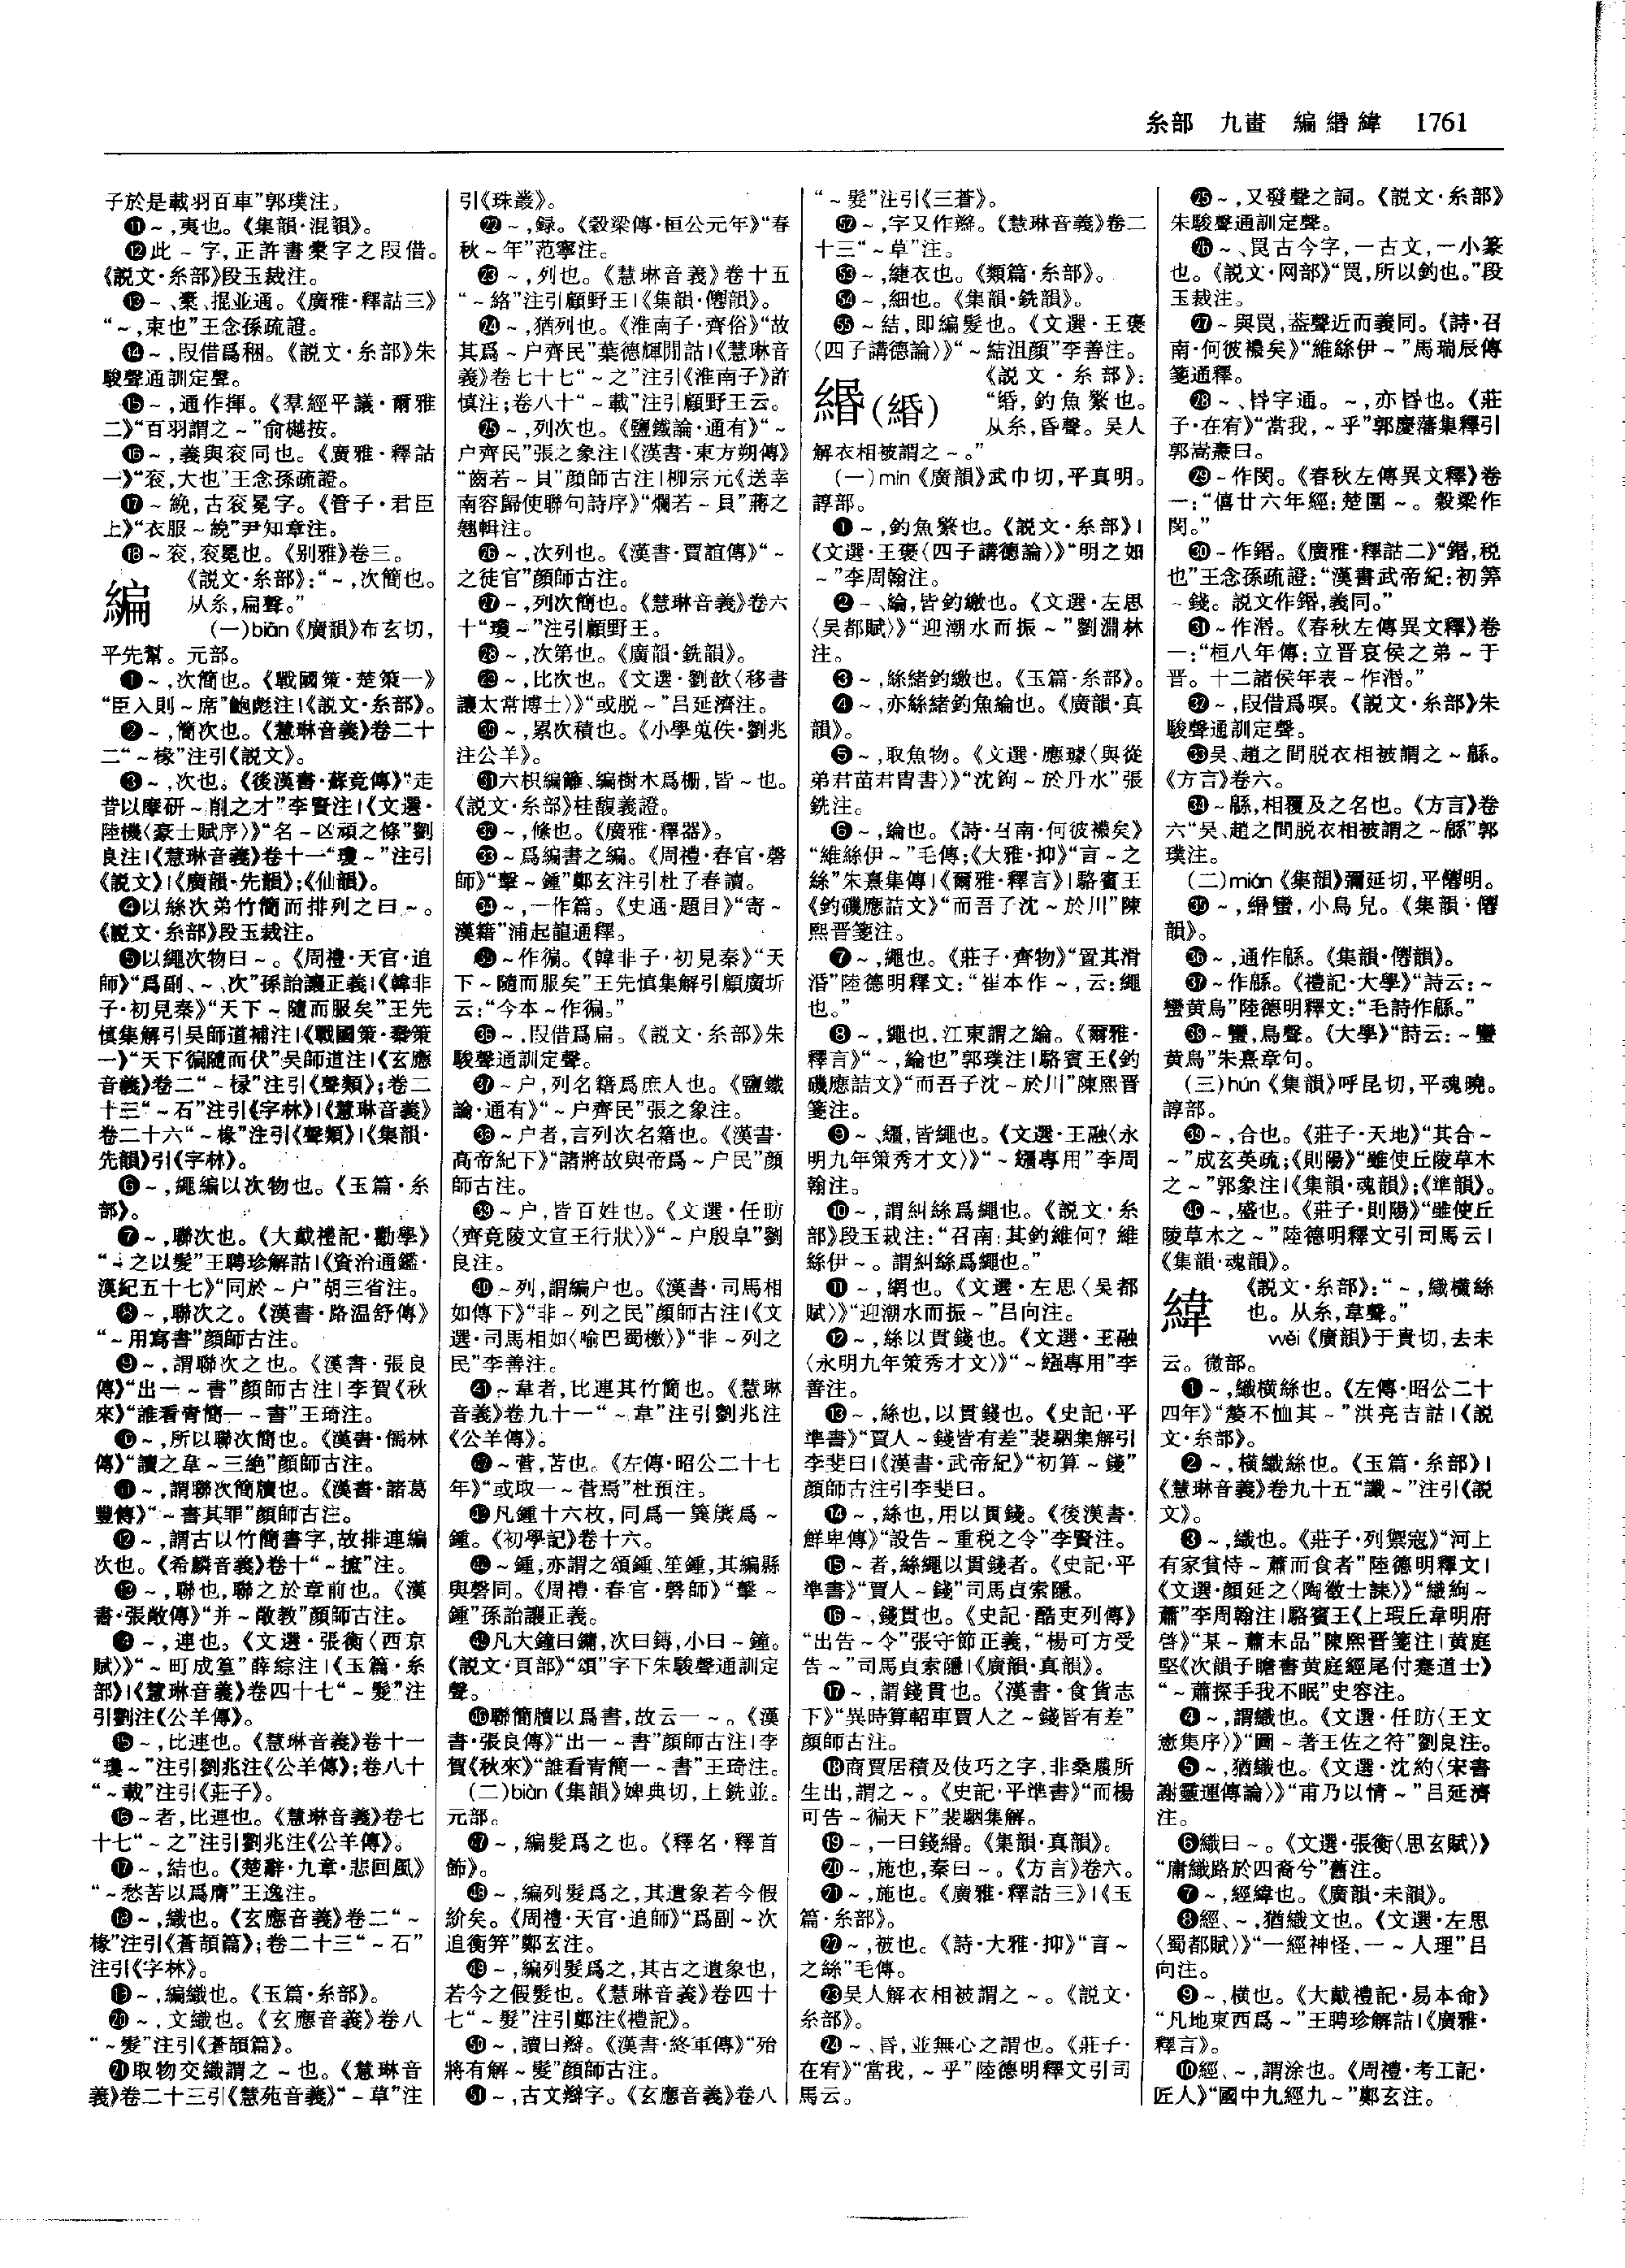 糸部　九畫　編緡緯　1761
子於是載羽百車”郭璞注。
⓫～,夷也。《集韻·混韻》。
⓬此～字,正許書橐字之叚借。
《説文·糸部》段玉裁注。
⓭～、橐、掍並通。《廣雅·釋詁三》
“～,束也”王念孫疏證。
⓮～,叚借爲稇。《説文·糸部》朱
駿聲通訓定聲。
⓯～,通作揮。《羣經平議·爾雅
二》“百羽謂之～”俞樾按。
⓰～,義與衮同也。《廣雅·釋詁
一》“衮,大也”王念孫疏證。
⓱～絻,古衮冕字。《管子·君臣
上》“衣服～絻”尹知章注。
⓲～衮,衮冕也。《别雅》卷三。
編
《説文·糸部》:“～,次簡也。
从糸,扁聲。”
(一)biān《廣韻》布玄切,
平先幫。元部。
❶～,次簡也。《戰國策·楚策一》
“臣入則～席”鮑彪注|《説文·糸部》。
❷～,簡次也。《慧琳音義》卷二十
二“～椽”注引《説文》。
❸～,次也。《後漢書·蘇竟傳》“走
昔以摩研～削之才”李賢注|《文選·
陸機〈豪士賦序〉》“名～凶頑之條”劉
良注|《慧琳音義》卷十一“瓊～”注引
《説文》|《廣韻·先韻》;《仙韻》。
❹以絲次弟竹簡而排列之曰～。
《説文·糸部》段玉裁注。
❺以繩次物曰～。《周禮·天官·追
師》“爲副、～、次”孫詒讓正義|《韓非
子·初見秦》“天下～隨而服矣”王先
慎集解引吴師道補注|《戰國策·秦策
一》“天下徧隨而伏”吴師道注|《玄應
音義》卷二“～椽”注引《聲類》;卷二
十三“～石”注引《字林》|《慧琳音義》
卷二十六“～椽”注引《聲類》|《集韻·
先韻》引《字林》。
❻～,繩編以次物也。《玉篇·糸
部》。
❼～,聯次也。《大戴禮記·勸學》
“～之以髮”王聘珍解詁|《資治通鑑·
漢紀五十七》“同於～户”胡三省注。
❽～,聯次之。《漢書·路温舒傳》
“～用寫書”顔師古注。
❾～,謂聯次之也。《漢書·張良
傳》“出一～書”顔師古注|李賀《秋
來》“誰看青簡一～書”王琦注。
❿～,所以聯次簡也。《漢書·儒林
傳》“讀之韋～三絶”顔師古注。
⓫～,謂聯次簡牘也。《漢書·諸葛
豐傳》“～書其罪”顔師古注。
⓬～,謂古以竹簡書字,故排連編
次也。《希麟音義》卷十“～摭”注。
⓭～,聯也,聯之於章前也。《漢
書·張敞傳》“并～敞教”顔師古注。
⓮～,連也。《文選·張衡〈西京
賦〉》“～町成篁”薛綜注|《玉篇·糸
部》|《慧琳音義》卷四十七“～髮”注
引劉注《公羊傳》。
⓯～,比連也。《慧琳音義》卷十一
“瓊～”注引劉兆注《公羊傳》;卷八十
“～載”注引《莊子》。
⓰～者,比連也。《慧琳音義》卷七
十七“～之”注引劉兆注《公羊傳》。
⓱～,結也。《楚辭·九章·悲回風》
“～愁苦以爲膺”王逸注。
⓲～,織也。《玄應音義》卷二“～
椽”注引《蒼頡篇》;卷二十三“～石”
注引《字林》。
⓳～,編織也。《玉篇·糸部》。
⓴～,文織也。《玄應音義》卷八
“～髮”注引《蒼頡篇》。
㉑取物交織謂之～也。《慧琳音
義》卷二十三引《慧苑音義》“～草”注
引《珠叢》。
㉒～,録。《穀梁傳·桓公元年》“春
秋～年”范寧注。
㉓～,列也。《慧琳音義》卷十五
“～絡”注引顧野王|《集韻·僊韻》。
㉔～,猶列也。《淮南子·齊俗》“故
其爲～户齊民”葉德輝閒詁|《慧琳音
義》卷七十七“～之”注引《淮南子》許
慎注;卷八十“～載”注引顧野王云。
㉕～,列次也。《鹽鐵論·通有》“～
户齊民”張之象注|《漢書·東方朔傳》
“齒若～貝”顔師古注|柳宗元《送幸
南容歸使聯句詩序》“爛若～貝”蔣之
翹輯注。
㉖～,次列也。《漢書·賈誼傳》“～
之徒官”顔師古注。
㉗～,列次簡也。《慧琳音義》卷六
十“瓊～”注引顧野王。
㉘～,次第也。《廣韻·銑韻》。
㉙～,比次也。《文選·劉歆〈移書
讓太常博士〉》“或脱～”吕延濟注。
㉚～,累次積也。《小學蒐佚·劉兆
注公羊》。
㉛六枳編籬、編樹木爲栅,皆～也。
《説文·糸部》桂馥義證。
㉜～,絛也。《廣雅·釋器》。
㉝～爲編書之編。《周禮·春官·磬
師》“擊～鍾”鄭玄注引杜子春讀。
㉞～,一作篇。《史通·題目》“寄～
漢籍”浦起龍通釋。
㉟～作徧。《韓非子·初見秦》“天
下～隨而服矣”王先慎集解引顧廣圻
云:“今本～作徧。”
㊱～,叚借爲扁。《説文·糸部》朱
駿聲通訓定聲。
㊲～户,列名籍爲庶人也。《鹽鐵
論·通有》“～户齊民”張之象注。
㊳～户者,言列次名籍也。《漢書·
高帝紀下》“諸將故與帝爲～户民”顔
師古注。
㊴～户,皆百姓也。《文選·任昉
〈齊竟陵文宣王行狀〉》“～户殷阜”劉
良注。
㊵～列,謂編户也。《漢書·司馬相
如傳下》“非～列之民”顔師古注|《文
選·司馬相如〈喻巴蜀檄〉》“非～列之
民”李善注。
㊶～韋者,比連其竹簡也。《慧琳
音義》卷九十一“～韋”注引劉兆注
《公羊傳》。
㊷～菅,苫也。《左傳·昭公二十七
年》“或取一～菅焉”杜預注。
㊸凡鍾十六枚,同爲一簨簴爲～
鍾。《初學記》卷十六。
㊹～鍾,亦謂之頌鍾、笙鍾,其編縣
與磬同。《周禮·春官·磬師》“擊～
鍾”孫詒讓正義。
㊺凡大鐘曰鏞,次曰鎛,小曰～鐘。
《説文·頁部》“頌”字下朱駿聲通訓定
聲。
㊻聯簡牘以爲書,故云一～。《漢
書·張良傳》“出一～書”顔師古注|李
賀《秋來》“誰看青簡一～書”王琦注。
(二)biàn《集韻》婢典切,上銑並。
元部。
㊼～,編髮爲之也。《釋名·釋首
飾》。
㊽～,編列髮爲之,其遺象若今假
紒矣。《周禮·天官·追師》“爲副～次
追衡笄”鄭玄注。
㊾～,編列髮爲之,其古之遺象也,
若今之假髮也。《慧琳音義》卷四十
七“～髮”注引鄭注《禮記》。
㊿～,讀曰辮。《漢書·終軍傳》“殆
將有解～髮”顔師古注。
51～,古文辮字。《玄應音義》卷八
“～髮”注引《三蒼》。
52～,字又作辮。《慧琳音義》卷二
十三“～草”注。
53～,緁衣也。《類篇·糸部》。
54～,細也。《集韻·銑韻》。
55～結,即編髮也。《文選·王褒
〈四子講德論〉》“～結沮顔”李善注。
緡(緍)
《説文·糸部》:
“緍,釣魚繁也。
从糸,昏聲。吴人
解衣相被謂之～。”
(一)mín《廣韻》武巾切,平真明。
諄部。
❶～,釣魚繁也。《説文·糸部》|
《文選·王褒〈四子講德論〉》“明之如
～”李周翰注。
❷～、綸,皆釣繳也。《文選·左思
〈吴都賦〉》“迎潮水而振～”劉淵林
注。
❸～,絲緒釣繳也。《玉篇·糸部》。
❹～,亦絲緒釣魚綸也。《廣韻·真
韻》。
❺～,取魚物。《文選·應璩〈與從
弟君苗君冑書〉》“沈鉤～於丹水”張
銑注。
❻～,綸也。《詩·召南·何彼襛矣》
“維絲伊～”毛傳;《大雅·抑》“言～之
絲”朱熹集傳|《爾雅·釋言》|駱賓王
《釣磯應詰文》“而吾子沈～於川”陳
熙晋箋注。
❼～,繩也。《莊子·齊物》“置其滑
涽”陸德明釋文:“崔本作～,云:繩
也。”
❽～,繩也,江東謂之綸。《爾雅·
釋言》“～,綸也”郭璞注|駱賓王《釣
磯應詰文》“而吾子沈～於川”陳熙晋
箋注。
❾～、繦,皆繩也。《文選·王融〈永
明九年策秀才文〉》“～繦專用”李周
翰注。
❿～,謂糾絲爲繩也。《説文·糸
部》段玉裁注:“召南:其釣維何?維
絲伊～。謂糾絲爲繩也。”
⓫～,網也。《文選·左思〈吴都
賦〉》“迎潮水而振～”吕向注。
⓬～,絲以貫錢也。《文選·王融
〈永明九年策秀才文〉》“～繦專用”李
善注。
⓭～,絲也,以貫錢也。《史記·平
準書》“賈人～錢皆有差”裴駰集解引
李斐曰|《漢書·武帝紀》“初算～錢”
顔師古注引李斐曰。
⓮～,絲也,用以貫錢。《後漢書·
鮮卑傳》“設告～重税之令”李賢注。
⓯～者,絲繩以貫錢者。《史記·平
準書》“賈人～錢”司馬貞索隱。
⓰～,錢貫也。《史記·酷吏列傳》
“出告～令”張守節正義,“楊可方受
告～”司馬貞索隱|《廣韻·真韻》。
⓱～,謂錢貫也。《漢書·食貨志
下》“異時算軺車賈人之～錢皆有差”
顔師古注。
⓲商賈居積及伎巧之字,非桑農所
生出,謂之～。《史記·平準書》“而楊
可告～徧天下”裴駰集解。
⓳～,一曰錢緡。《集韻·真韻》。
⓴～,施也,秦曰～。《方言》卷六。
㉑～,施也。《廣雅·釋詁三》|《玉
篇·糸部》。
㉒～,被也。《詩·大雅·抑》“言～
之絲”毛傳。
㉓吴人解衣相被謂之～。《説文·
糸部》。
㉔～、昬,並無心之謂也。《莊子·
在宥》“當我,～乎”陸德明釋文引司
馬云。
㉕～,又發聲之詞。《説文·糸部》
朱駿聲通訓定聲。
㉖～、罠古今字,一古文,一小篆
也。《説文·网部》“罠,所以釣也。”段
玉裁注。
㉗～與罠,蓋聲近而義同。《詩·召
南·何彼襛矣》“維絲伊～”馬瑞辰傳
箋通釋。
㉘～、昬字通。～,亦昏也。《莊
子·在宥》“當我,～乎”郭慶藩集釋引
郭嵩燾曰。
㉙～作閔。《春秋左傳異文釋》卷
一:“僖廿六年經:楚圍～。穀梁作
閔。”
㉚～作鍲。《廣雅·釋詁二》“鍲,税
也”王念孫疏證:“漢書武帝紀:初筭
～錢。説文作鍲,義同。”
㉛～作湣。《春秋左傳異文釋》卷
一:“桓八年傳:立晋哀侯之弟～于
晋。十二諸侯年表～作湣。”
㉜～,叚借爲暝。《説文·糸部》朱
駿聲通訓定聲。
㉝吴、趙之間脱衣相被謂之～緜。
《方言》卷六。
㉞～緜,相覆及之名也。《方言》卷
六“吴、趙之間脱衣相被謂之～緜”郭
璞注。
(二)mián《集韻》彌延切,平僊明。
㉟～,緡蠻,小鳥皃。《集韻·僊
韻》。
㊱～,通作緜。《集韻·僊韻》。
㊲～作緜。《禮記·大學》“詩云:～
蠻黄鳥”陸德明釋文:“毛詩作緜。”
㊳～蠻,鳥聲。《大學》“詩云:～蠻
黄鳥”朱熹章句。
(三)hún《集韻》呼昆切,平魂曉。
諄部。
㊴～,合也。《莊子·天地》“其合～
～”成玄英疏;《則陽》“雖使丘陵草木
之～”郭象注|《集韻·魂韻》;《準韻》。
㊵～,盛也。《莊子·則陽》“雖使丘
陵草木之～”陸德明釋文引司馬云|
《集韻·魂韻》。
緯
《説文·糸部》:“～,織横絲
也。从糸,韋聲。”
wěi《廣韻》于貴切,去未
云。微部。
❶～,織横絲也。《左傳·昭公二十
四年》“嫠不恤其～”洪亮吉詁|《説
文·糸部》。
❷～,横織絲也。《玉篇·糸部》|
《慧琳音義》卷九十五“讖～”注引《説
文》。
❸～,織也。《莊子·列禦寇》“河上
有家貧恃～蕭而食者”陸德明釋文|
《文選·顔延之〈陶徵士誄〉》“織絇～
蕭”李周翰注|駱賓王《上瑕丘韋明府
啓》“某～蕭末品”陳熙晋箋注|黄庭
堅《次韻子瞻書黄庭經尾付蹇道士》
“～蕭探手我不眠”史容注。
❹～,謂織也。《文選·任昉〈王文
憲集序〉》“圖～著王佐之符”劉良注。
❺～,猶織也。《文選·沈約〈宋書
謝靈運傳論〉》“甫乃以情～”吕延濟
注。
❻織曰～。《文選·張衡〈思玄賦〉》
“庸織路於四裔兮”舊注。
❼～,經緯也。《廣韻·未韻》。
❽經、～,猶織文也。《文選·左思
〈蜀都賦〉》“一經神怪,一～人理”吕
向注。
❾～,横也。《大戴禮記·易本命》
“凡地東西爲～”王聘珍解詁|《廣雅·
釋言》。
❿經、～,謂涂也。《周禮·考工記·
匠人》“國中九經九～”鄭玄注。